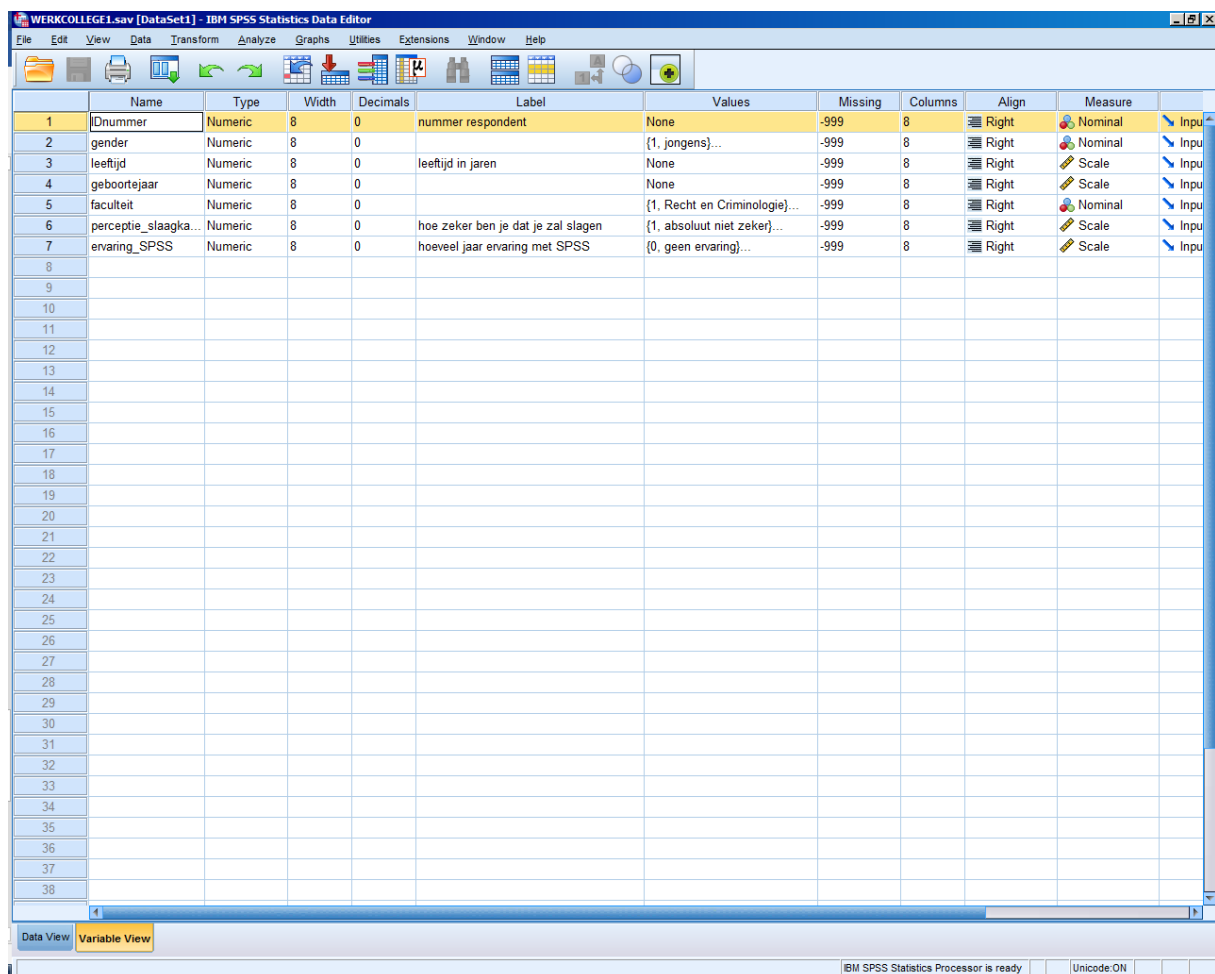 WERKCOLLEGE1.sav [DataSet1] - IBM SPSS Statistics Data Editor
File Edit View Data Transform Analyze Graphs Utilities Extensions Window Help
Name Type Width Decimals Label Values Missing Columns Align Measure
1 IDnummer Numeric 8 0 nummer respondent None -999 8 Right Nominal Inpu
2 gender Numeric 8 0 {1, jongens}... -999 8 Right Nominal Inpu
3 leeftijd Numeric 8 0 leeftijd in jaren None -999 8 Right Scale Inpu
4 geboortejaar Numeric 8 0 None -999 8 Right Scale Inpu
5 faculteit Numeric 8 0 {1, Recht en Criminologie}... -999 8 Right Nominal Inpu
6 perceptie_slaagka... Numeric 8 0 hoe zeker ben je dat je zal slagen {1, absoluut niet zeker}... -999 8 Right Scale Inpu
7 ervaring_SPSS Numeric 8 0 hoeveel jaar ervaring met SPSS {0, geen ervaring}... -999 8 Right Scale Inpu
8
9
10
11
12
13
14
15
16
17
18
19
20
21
22
23
24
25
26
27
28
29
30
31
32
33
34
35
36
37
38
Data View Variable View
IBM SPSS Statistics Processor is ready Unicode:ON